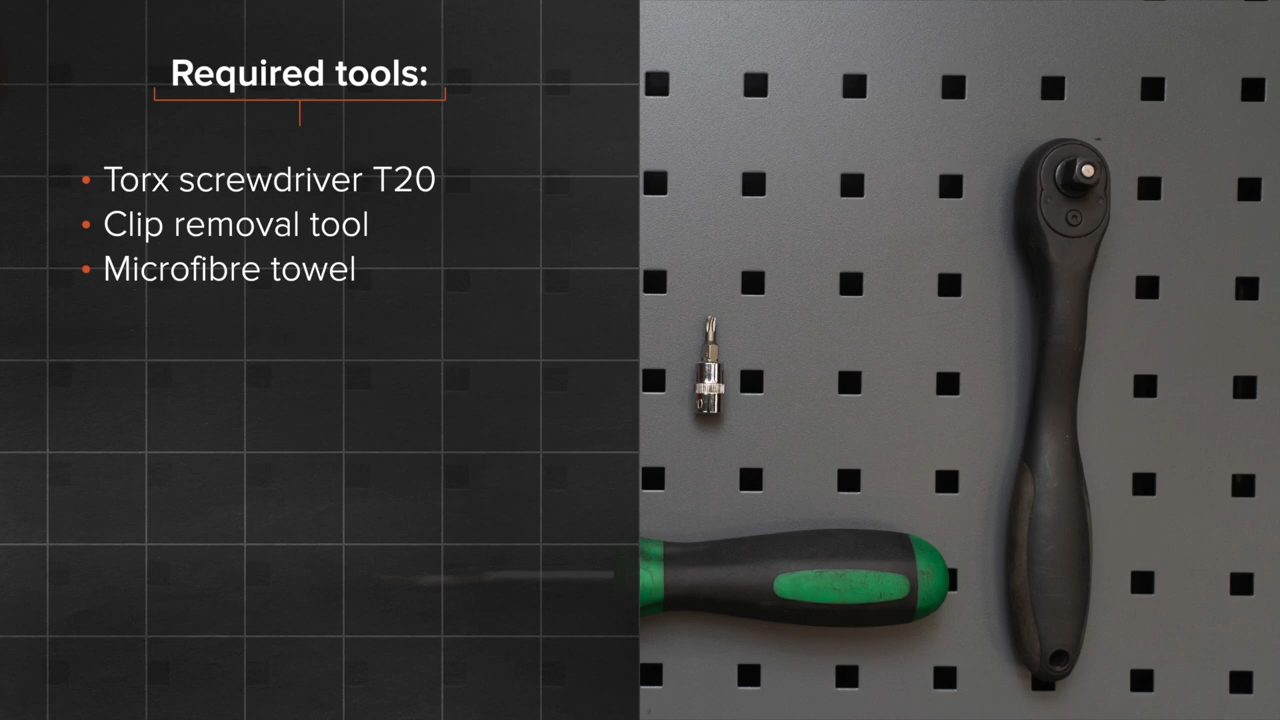 Required tools:
• Torx screwdriver T20
• Clip removal tool
• Microfibre towel